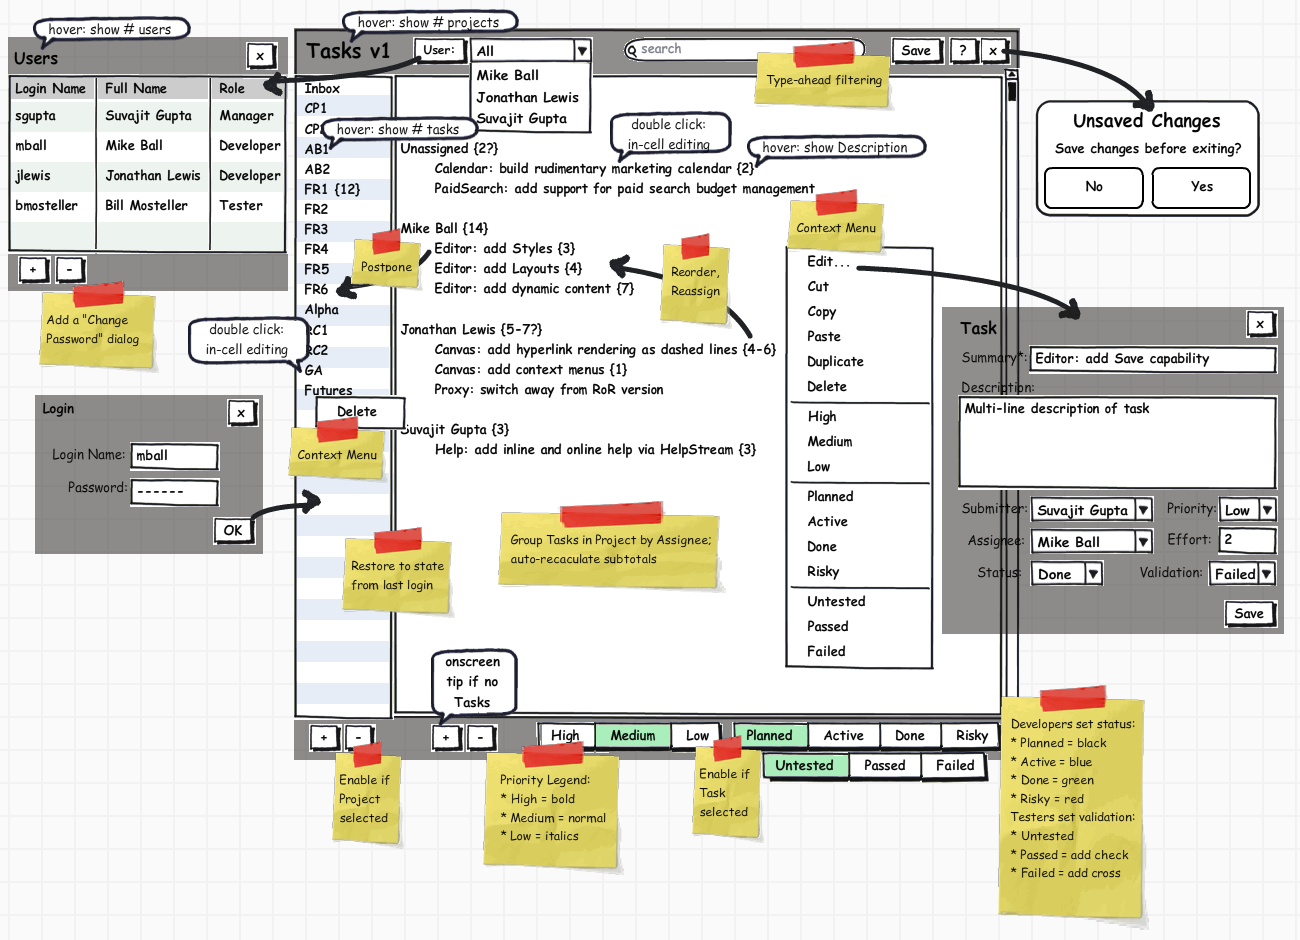 hover: show # users
Users
x
Login Name Full Name Role
sgupta Suvajit Gupta Manager
mball Mike Ball Developer
jlewis Jonathan Lewis Developer
bmosteller Bill Mosteller Tester
+ -
Add a "Change
Password" dialog
Login
x
Login Name: mball
Password: ------
OK
hover: show # projects
Tasks v1
User:
All
Mike Ball
Jonathan Lewis
Suvajit Gupta
search
Type-ahead filtering
Save
?
x
Inbox
CP1
CP
hover: show # tasks
AB1
AB2
FR1 {12}
FR2
FR3
FR4
FR5
FR6
Alpha
RC1
RC2
GA
Futures
double click:
in-cell editing
Delete
Context Menu
Restore to state
from last login
double click:
in-cell editing
hover: show Description
Unassigned {2?}
Calendar: build rudimentary marketing calendar {2}
PaidSearch: add support for paid search budget management
Mike Ball {14}
Editor: add Styles {3}
Editor: add Layouts {4}
Editor: add dynamic content {7}
Postpone
Reorder,
Reassign
Jonathan Lewis {5-7?}
Canvas: add hyperlink rendering as dashed lines {4-6}
Canvas: add context menus {1}
Proxy: switch away from RoR version
Suvajit Gupta {3}
Help: add inline and online help via HelpStream {3}
Group Tasks in Project by Assignee;
auto-recaculate subtotals
Context Menu
Edit...
Cut
Copy
Paste
Duplicate
Delete
High
Medium
Low
Planned
Active
Done
Risky
Untested
Passed
Failed
Unsaved Changes
Save changes before exiting?
No Yes
Task
x
Summary*: Editor: add Save capability
Description:
Multi-line description of task
Submitter: Suvajit Gupta Priority: Low
Assignee: Mike Ball Effort: 2
Status: Done Validation: Failed
Save
onscreen
tip if no
Tasks
+ - + - High Medium Low Planned Active Done Risky
Untested Passed Failed
Enable if
Project
selected
Priority Legend:
* High = bold
* Medium = normal
* Low = italics
Enable if
Task
selected
Developers set status:
* Planned = black
* Active = blue
* Done = green
* Risky = red
Testers set validation:
* Untested
* Passed = add check
* Failed = add cross